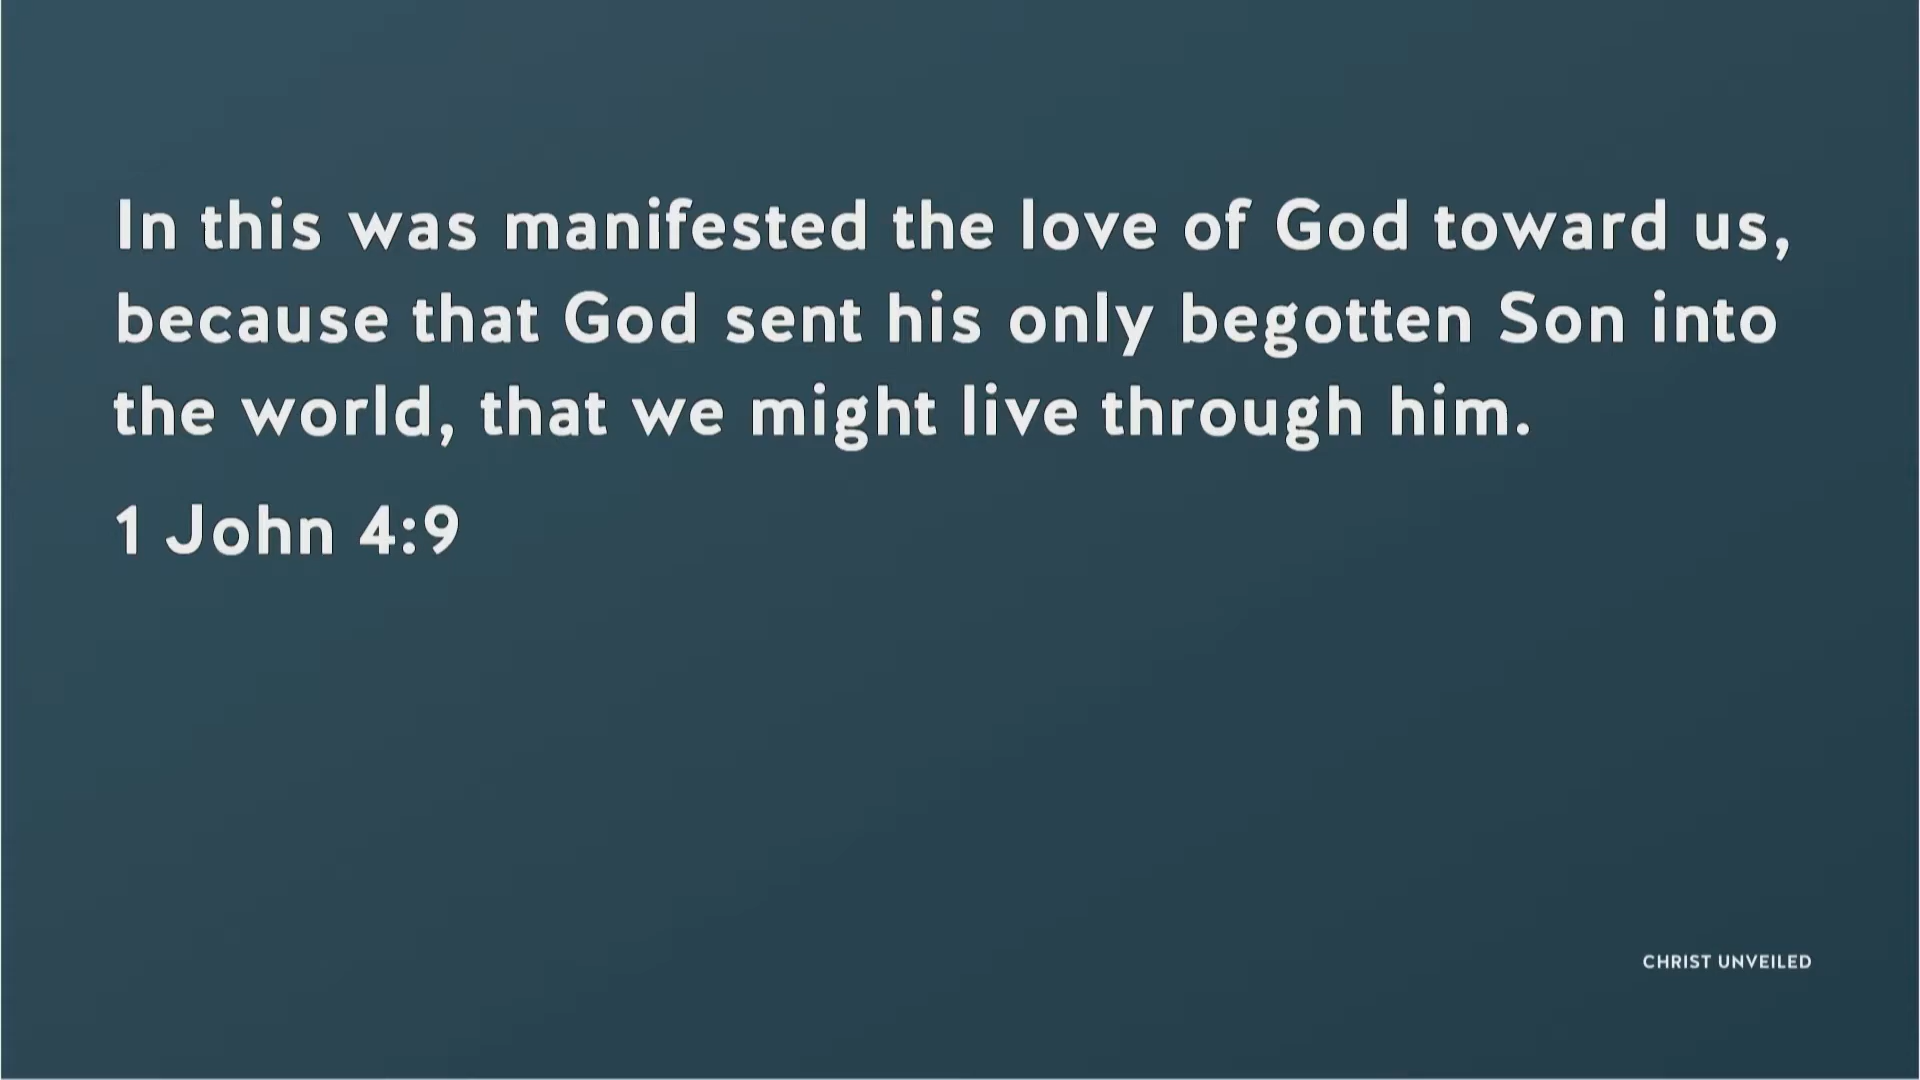 In this was manifested the love of God toward us,
because that God sent his only begotten Son into
the world, that we might live through him.
1 John 4:9
CHRIST UNVEILED